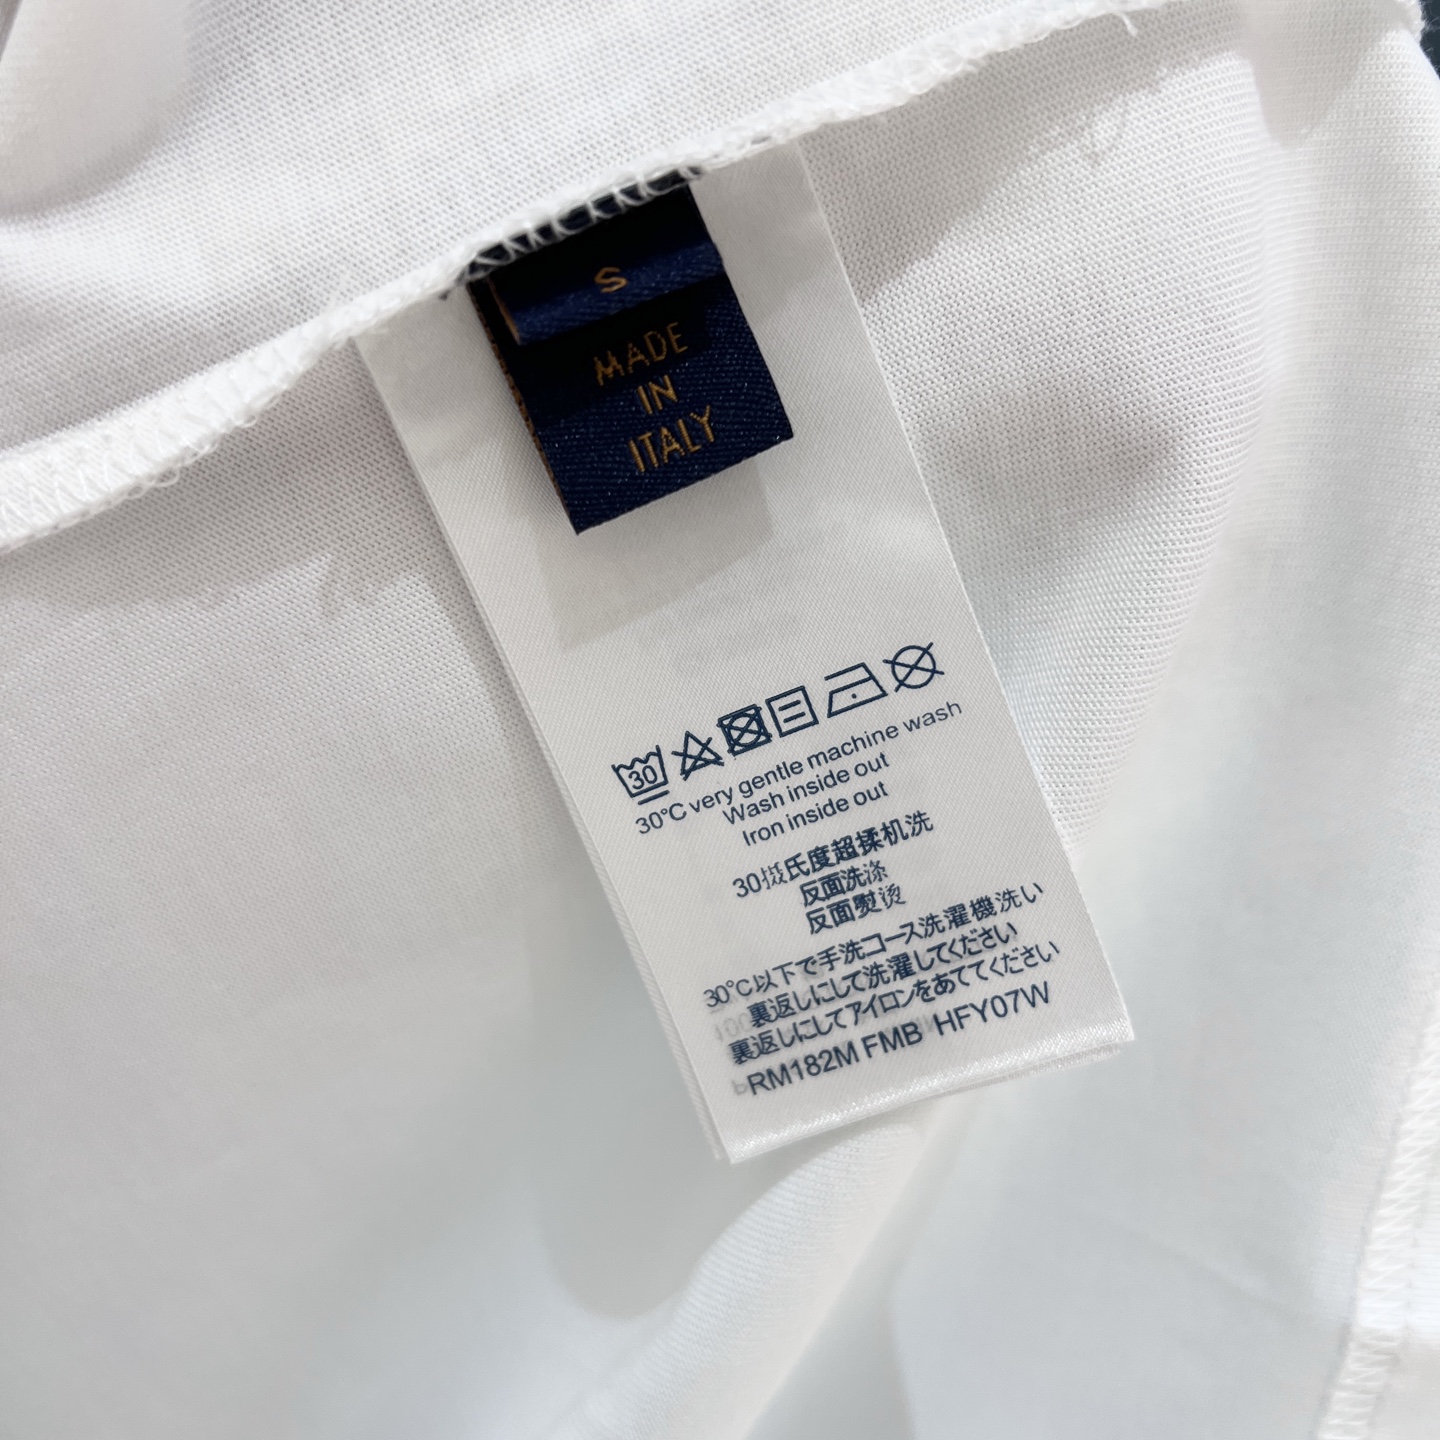 S
MADE
IN
ITALY
30
30°C very gentle machine wash
Wash inside out
Iron inside out
30摄氏度超揉机洗
反面洗涤
反面熨烫
30°C以下で手洗コース洗濯機洗い
裏返しにして洗濯してください
裏返しにしてアイロンをあててください
RM182M FMB HFY07W